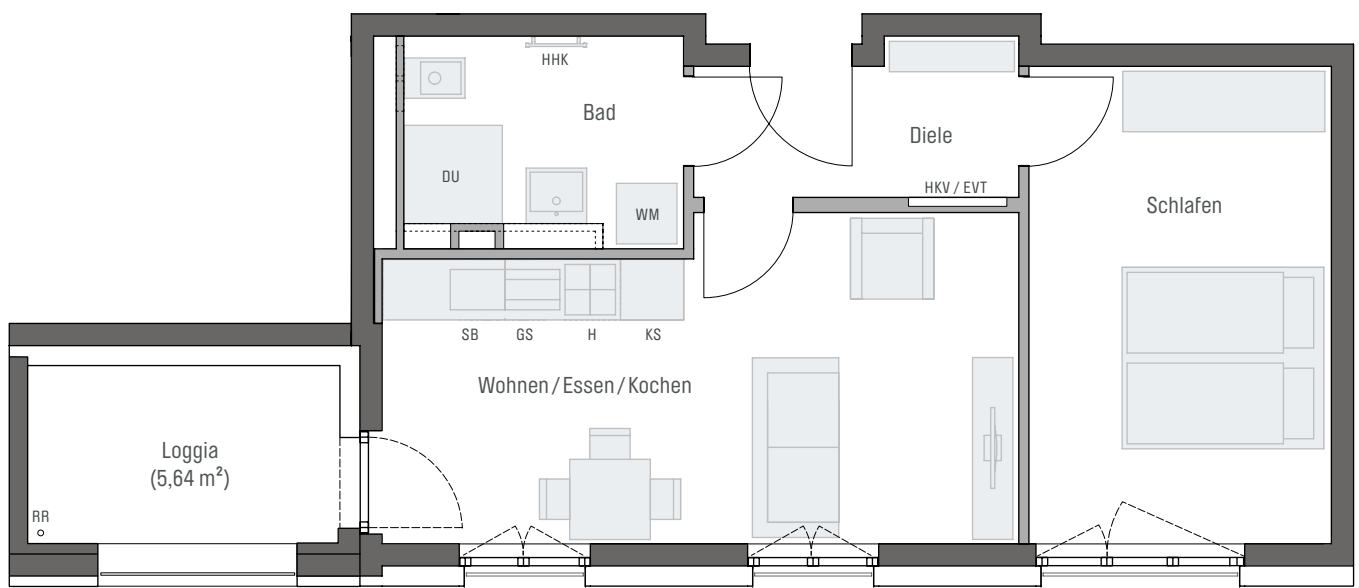 HHK
Bad
Diele
DU
HKV / EVT
WM
Schlafen
SB GS H KS
Wohnen / Essen / Kochen
Loggia
(5,64 m²)
RR